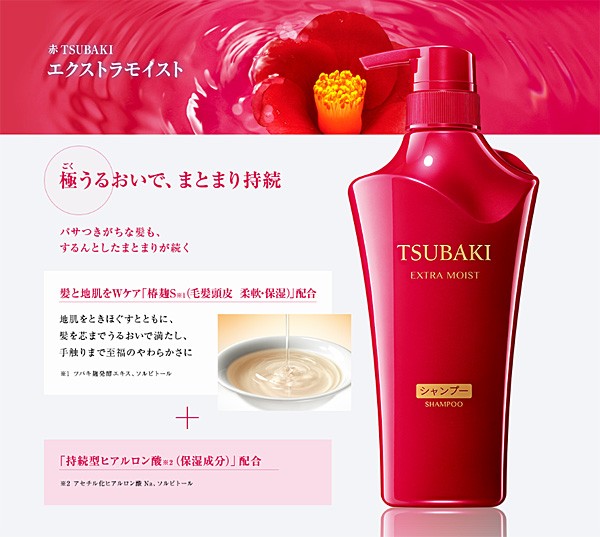 赤 TSUBAKI
エクストラモイスト
ごく
極うるおいで、まとまり持続
パサつきがちな髪も、
するんとしたまとまりが続く
髪と地肌をWケア「椿麹S※1(毛髪頭皮 柔軟・保湿)」配合
地肌をときほぐすとともに、
髪を芯までうるおいで満たし、
手触りまで至福のやわらかさに
※1 ツバキ麹発酵エキス、ソルビトール
+
「持続型ヒアルロン酸※2(保湿成分)」配合
※2 アセチル化ヒアルロン酸 Na、ソルビトール
TSUBAKI
EXTRA MOIST
シャンプー
SHAMPOO